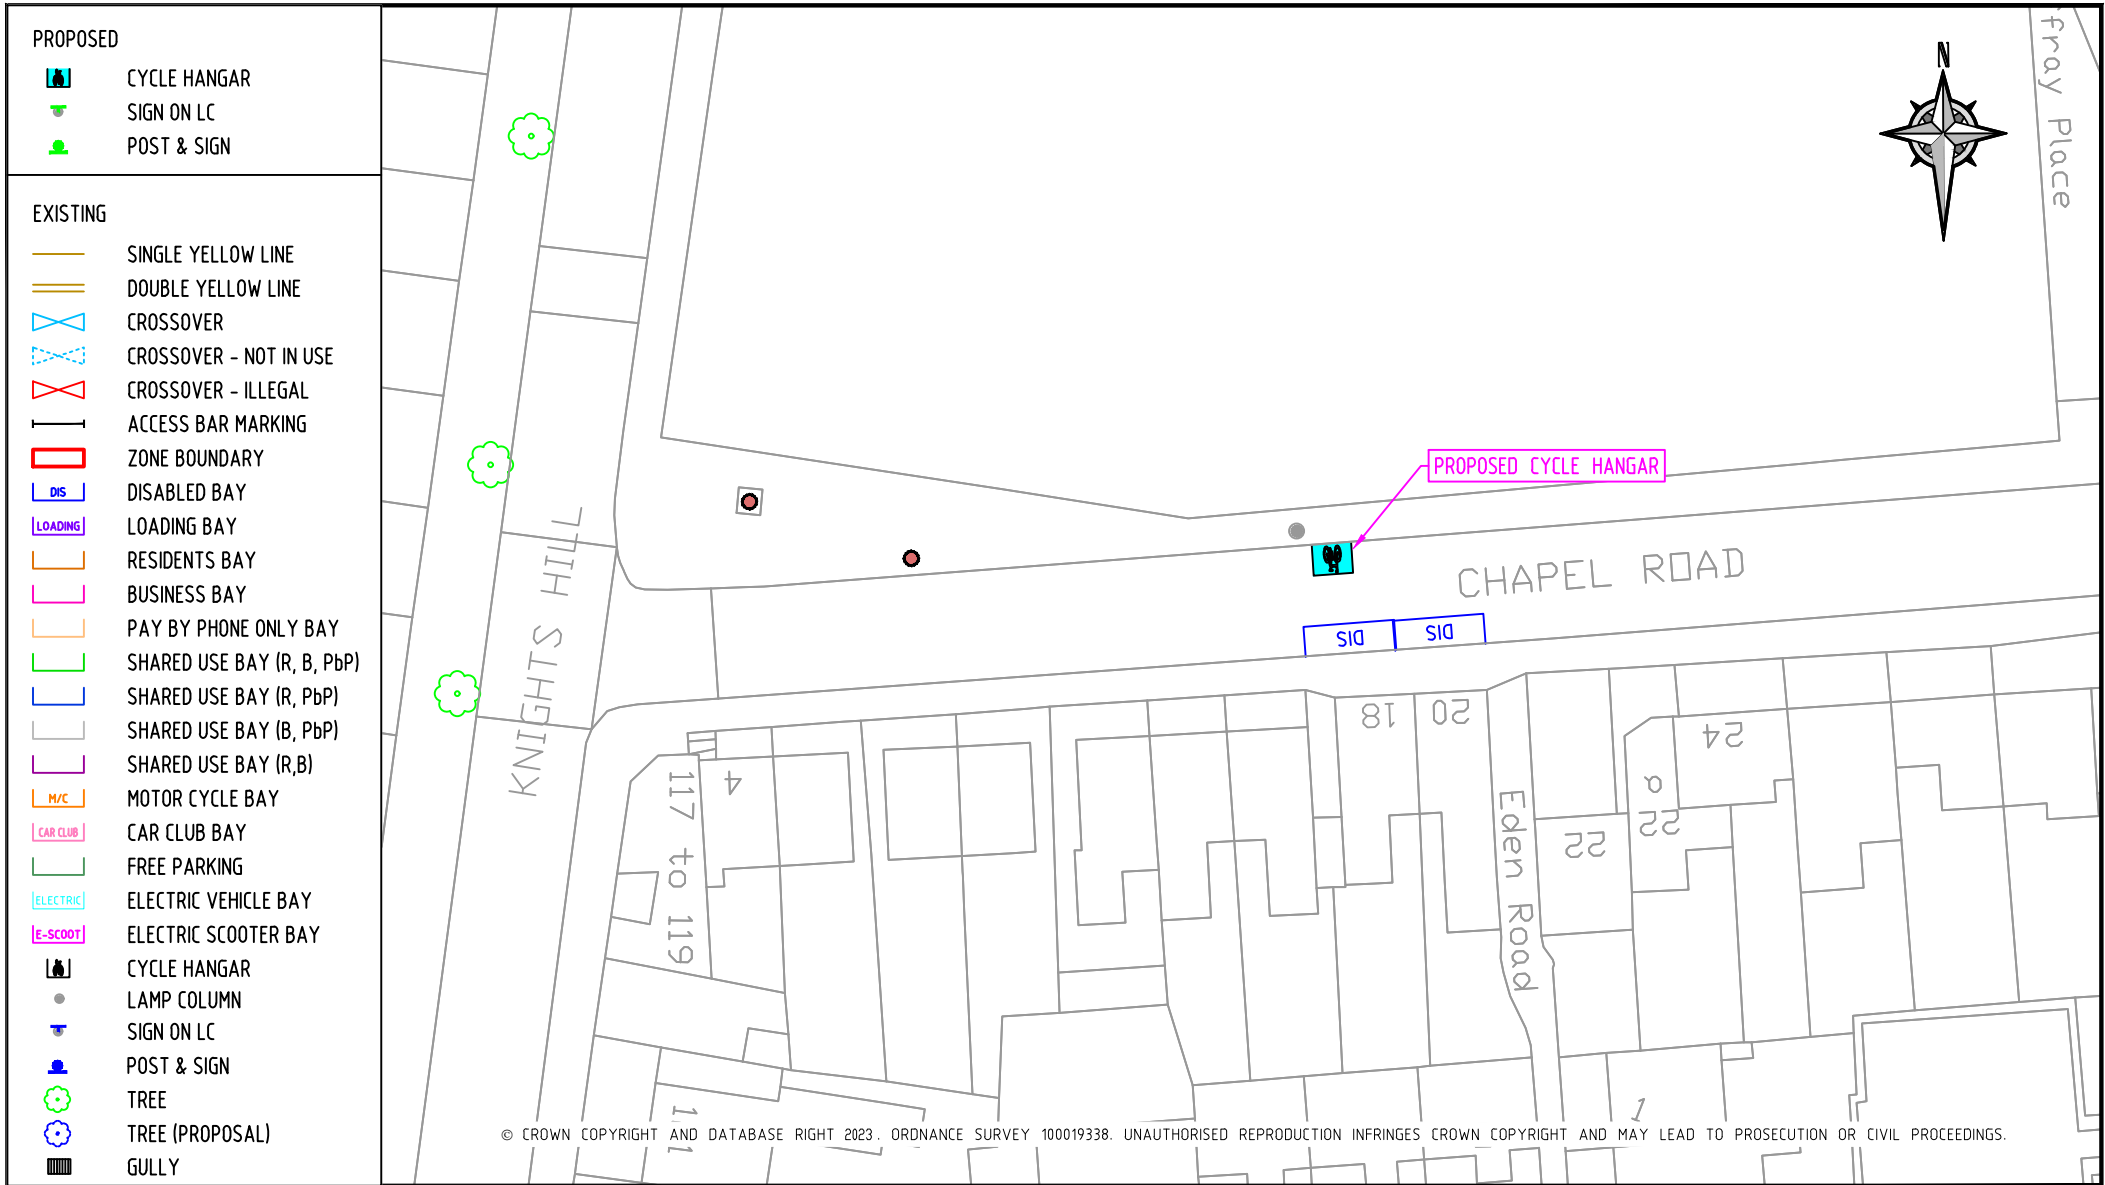 PROPOSED
CYCLE HANGAR
SIGN ON LC
POST & SIGN
EXISTING
SINGLE YELLOW LINE
DOUBLE YELLOW LINE
CROSSOVER
CROSSOVER - NOT IN USE
CROSSOVER - ILLEGAL
ACCESS BAR MARKING
ZONE BOUNDARY
DIS DISABLED BAY
LOADING LOADING BAY
RESIDENTS BAY
BUSINESS BAY
PAY BY PHONE ONLY BAY
SHARED USE BAY (R, B, PbP)
SHARED USE BAY (R, PbP)
SHARED USE BAY (B, PbP)
SHARED USE BAY (R,B)
M/C MOTOR CYCLE BAY
CAR CLUB CAR CLUB BAY
FREE PARKING
ELECTRIC ELECTRIC VEHICLE BAY
E-SCOOT ELECTRIC SCOOTER BAY
CYCLE HANGAR
LAMP COLUMN
SIGN ON LC
POST & SIGN
TREE
TREE (PROPOSAL)
GULLY
N
fray Place
PROPOSED CYCLE HANGAR
CHAPEL ROAD
KNIGHTS HILL
DIS
DIS
18
20
24
4
117 to 119
22 a
22
Eden Road
1
© CROWN COPYRIGHT AND DATABASE RIGHT 2023. ORDNANCE SURVEY 100019338. UNAUTHORISED REPRODUCTION INFRINGES CROWN COPYRIGHT AND MAY LEAD TO PROSECUTION OR CIVIL PROCEEDINGS.